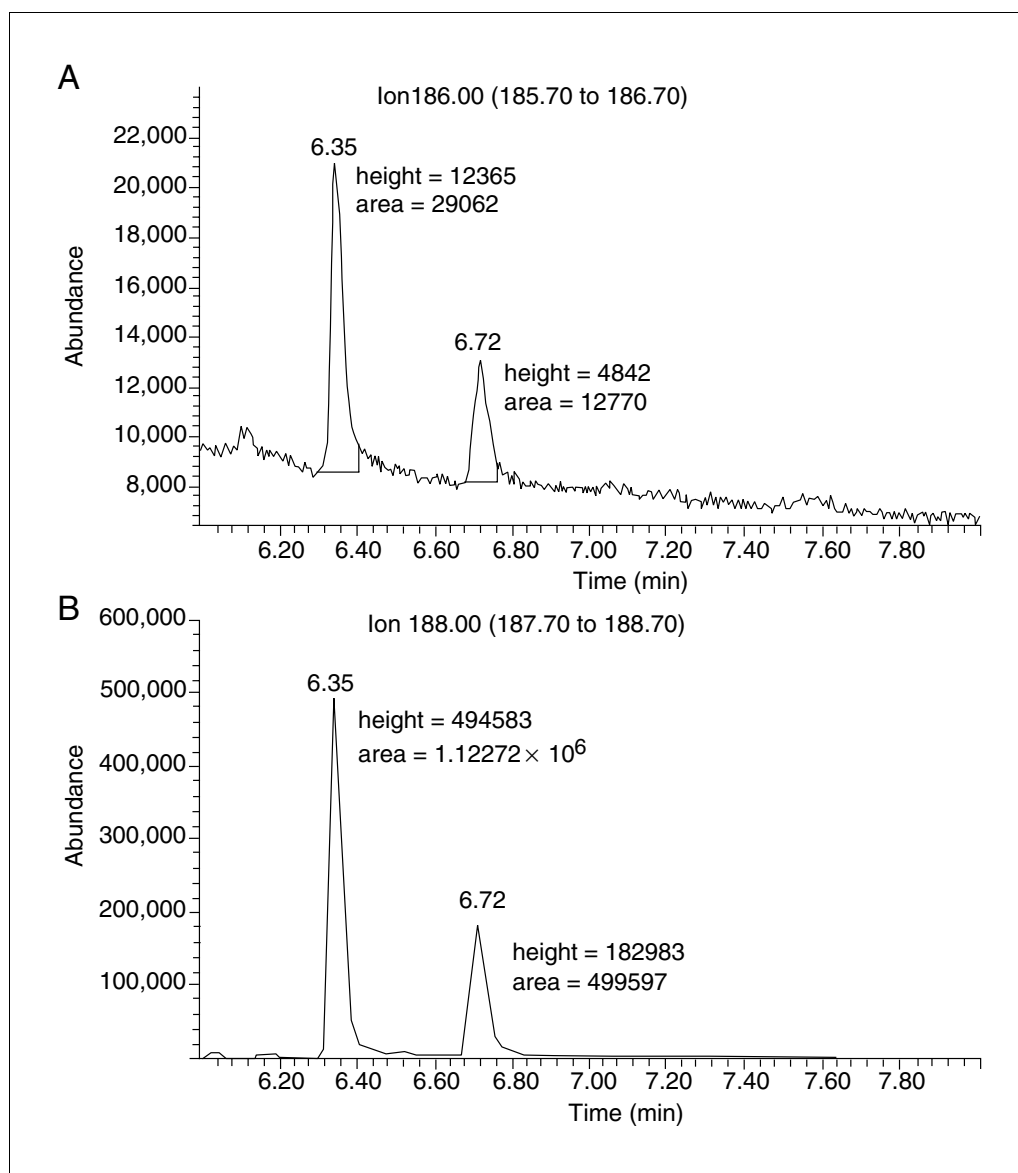 A
Ion186.00 (185.70 to 186.70)
22,000
20,000
18,000
16,000
14,000
12,000
10,000
8,000
Abundance
6.35
height = 12365
area = 29062
6.72
height = 4842
area = 12770
6.20 6.40 6.60 6.80 7.00 7.20 7.40 7.60 7.80
Time (min)
B
Ion 188.00 (187.70 to 188.70)
600,000
500,000
400,000
300,000
200,000
100,000
Abundance
6.35
height = 494583
area = 1.12272 × 10⁶
6.72
height = 182983
area = 499597
6.20 6.40 6.60 6.80 7.00 7.20 7.40 7.60 7.80
Time (min)